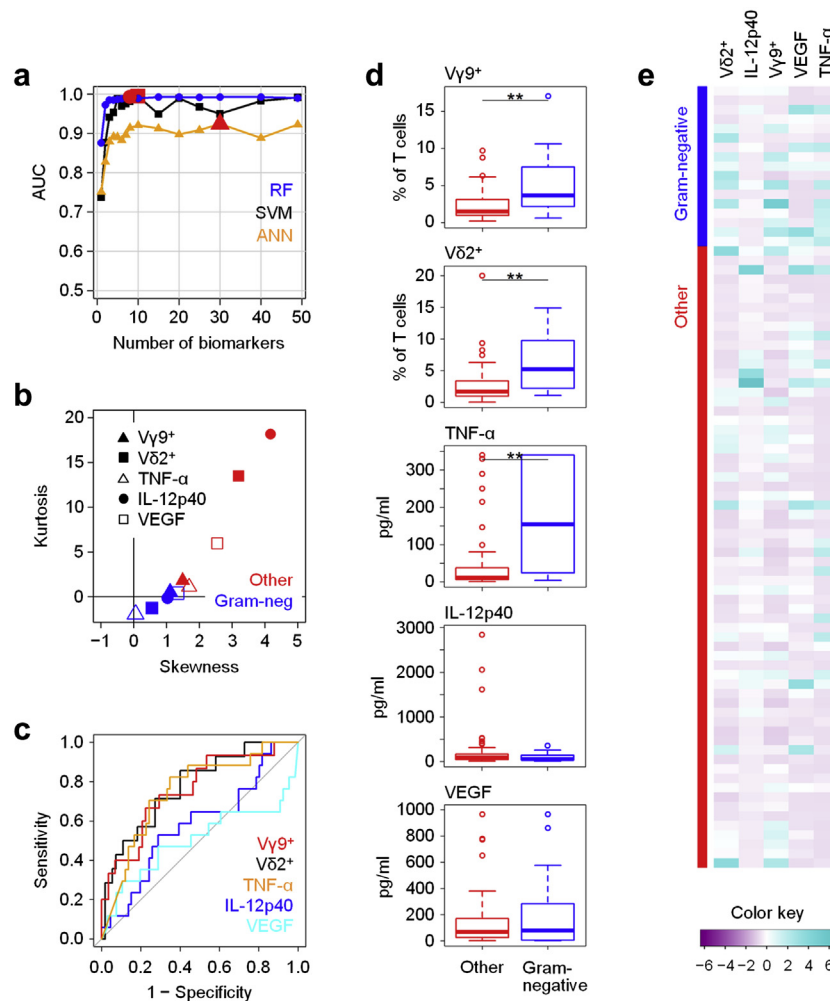 a
1.0
0.9
0.8
0.7
0.6
0.5
AUC
RF
SVM
ANN
0 10 20 30 40 50
Number of biomarkers
b
20
15
10
5
0
Kurtosis
Vγ9⁺
Vδ2⁺
TNF-α
IL-12p40
VEGF
Other
Gram-neg
−1 0 1 2 3 4 5
Skewness
c
1.0
0.8
0.6
0.4
0.2
0.0
Sensitivity
Vγ9⁺
Vδ2⁺
TNF-α
IL-12p40
VEGF
0.0 0.2 0.4 0.6 0.8 1.0
1 − Specificity
d
Vγ9⁺
**
15
10
5
0
% of T cells
Vδ2⁺
**
20
15
10
5
0
% of T cells
TNF-α
**
300
200
100
0
pg/ml
IL-12p40
3000
2000
1000
0
pg/ml
VEGF
1000
800
600
400
200
0
pg/ml
Other
Gram-
negative
e
Vδ2⁺
IL-12p40
Vγ9⁺
VEGF
TNF-α
Gram-negative
Other
Color key
−6 −4 −2 0 2 4 6